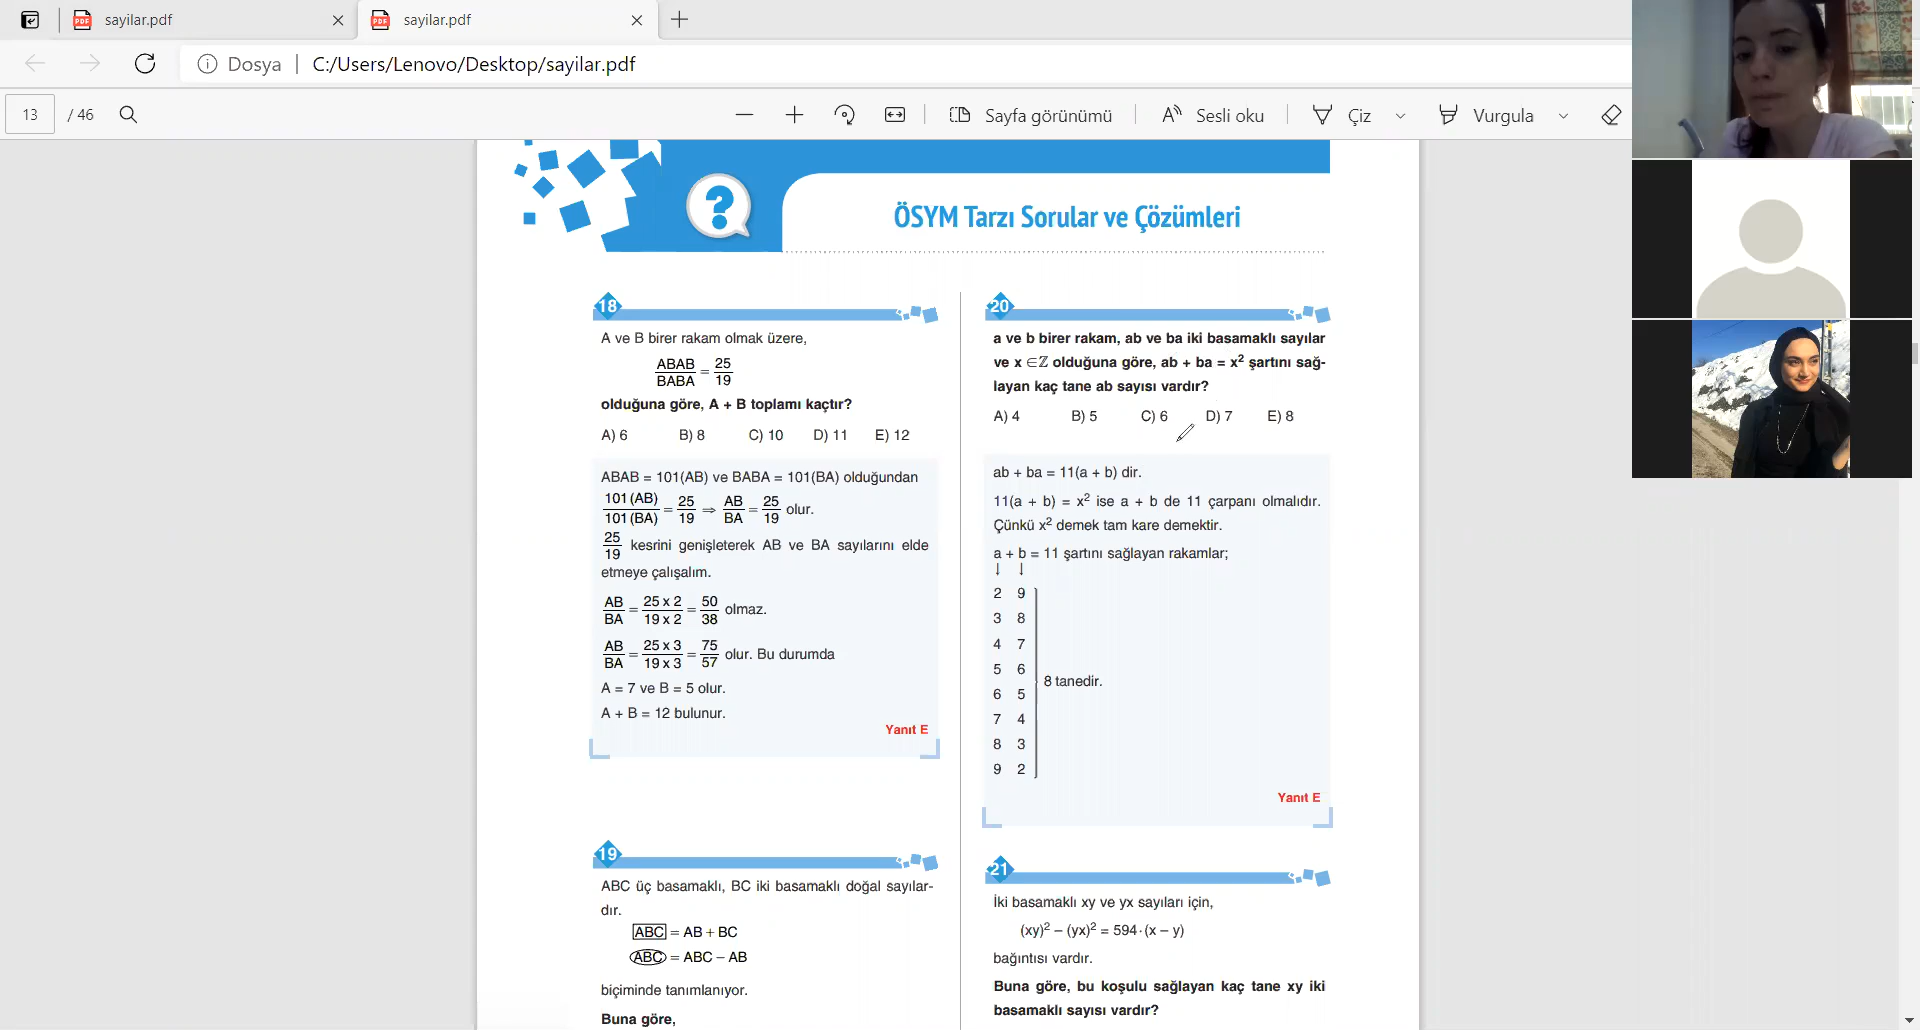 sayilar.pdf
sayilar.pdf
Dosya | C:/Users/Lenovo/Desktop/sayilar.pdf
13 / 46
Sayfa görünümü
Sesli oku
Çiz
Vurgula
ÖSYM Tarzı Sorular ve Çözümleri
18
A ve B birer rakam olmak üzere,
ABAB/BABA = 25/19
olduğuna göre, A + B toplamı kaçtır?
A) 6 B) 8 C) 10 D) 11 E) 12
ABAB = 101(AB) ve BABA = 101(BA) olduğundan
101(AB)/101(BA) = 25/19 ⇒ AB/BA = 25/19 olur.
25/19 kesrini genişleterek AB ve BA sayılarını elde
etmeye çalışalım.
AB/BA = 25 x 2/19 x 2 = 50/38 olmaz.
AB/BA = 25 x 3/19 x 3 = 75/57 olur. Bu durumda
A = 7 ve B = 5 olur.
A + B = 12 bulunur.
Yanıt E
19
ABC üç basamaklı, BC iki basamaklı doğal sayılar-
dır.
ABC = AB + BC
ABC = ABC − AB
biçiminde tanımlanıyor.
Buna göre,
20
a ve b birer rakam, ab ve ba iki basamaklı sayılar
ve x ∈ℤ olduğuna göre, ab + ba = x² şartını sağ-
layan kaç tane ab sayısı vardır?
A) 4 B) 5 C) 6 D) 7 E) 8
ab + ba = 11(a + b) dir.
11(a + b) = x² ise a + b de 11 çarpanı olmalıdır.
Çünkü x² demek tam kare demektir.
a + b = 11 şartını sağlayan rakamlar;
↓ ↓
2 9
3 8
4 7
5 6
6 5
7 4
8 3
9 2
8 tanedir.
Yanıt E
21
İki basamaklı xy ve yx sayıları için,
(xy)² − (yx)² = 594·(x − y)
bağıntısı vardır.
Buna göre, bu koşulu sağlayan kaç tane xy iki
basamaklı sayısı vardır?